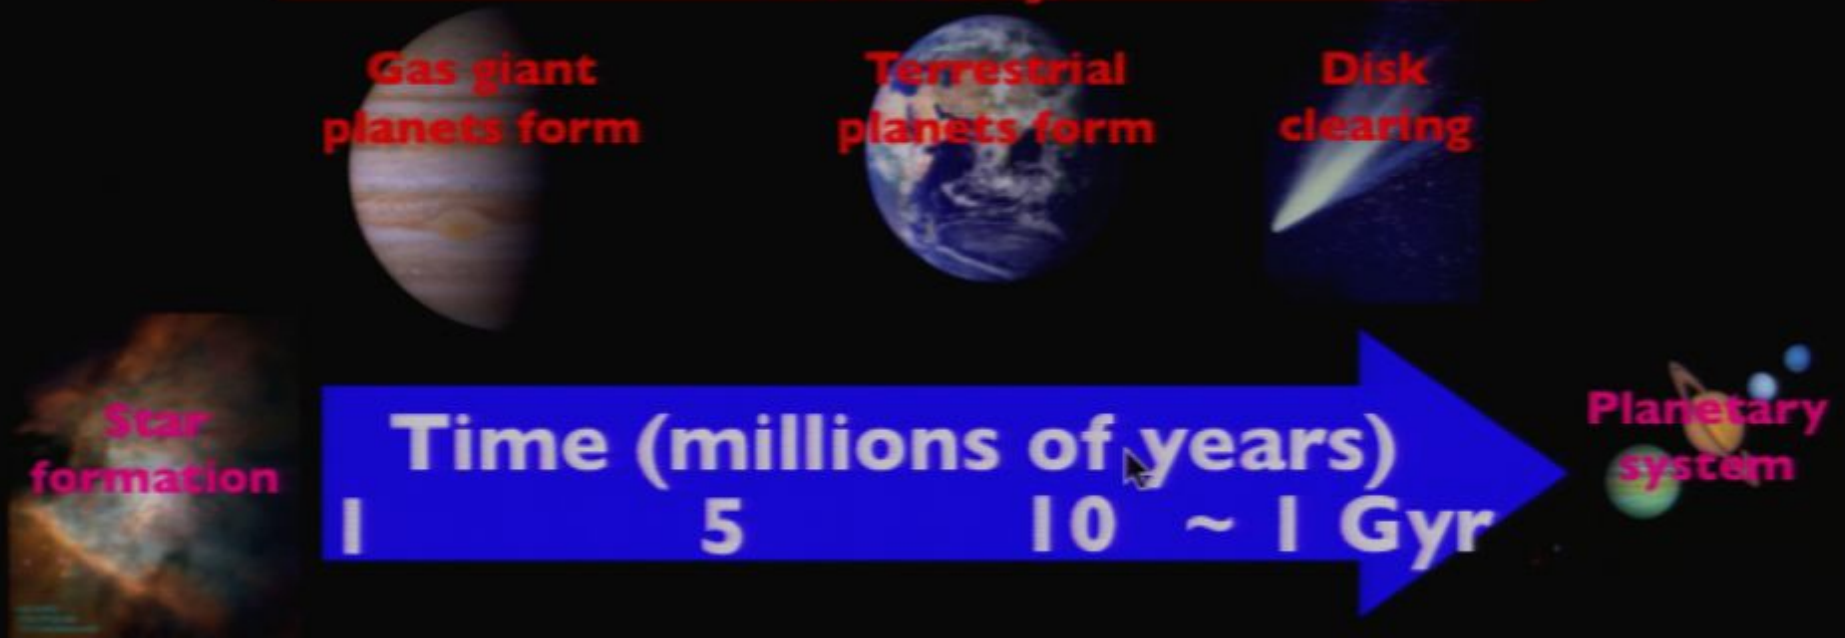 Gas giant
planets form
Terrestrial
planets form
Disk
clearing
Star
formation
Time (millions of years)
1 5 10 ~ 1 Gyr
Planetary
system